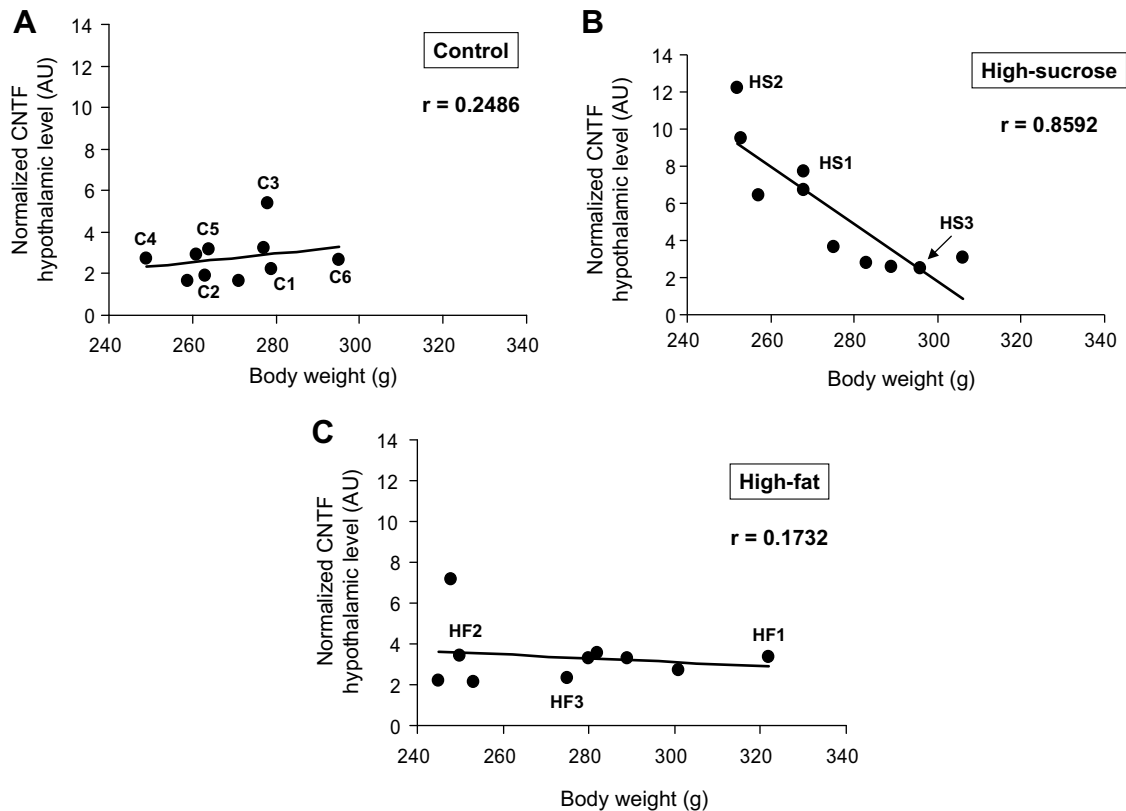 A
Control
r = 0.2486
Normalized CNTF
hypothalamic level (AU)
14
12
10
8
6
4
2
0
C4
C5
C3
C2
C1
C6
240
260
280
300
320
340
Body weight (g)
B
High-sucrose
r = 0.8592
Normalized CNTF
hypothalamic level (AU)
14
12
10
8
6
4
2
0
HS2
HS1
HS3
240
260
280
300
320
340
Body weight (g)
C
High-fat
r = 0.1732
Normalized CNTF
hypothalamic level (AU)
14
12
10
8
6
4
2
0
HF2
HF1
HF3
240
260
280
300
320
340
Body weight (g)